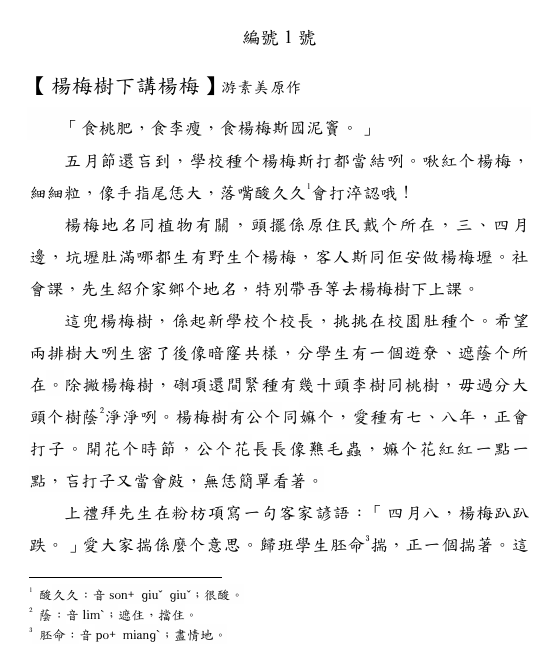 編號 1 號
【楊梅樹下講楊梅】游素美原作
「食桃肥，食李瘦，食楊梅斯囥泥竇。」
五月節還言到，學校種个楊梅斯打都當結咧。啾紅个楊梅，
細細粒，像手指尾恁大，落嘴酸久久1會打淬認哦！
楊梅地名同植物有關，頭擺係原住民戴个所在，三、四月
邊，坑壢肚滿哪都生有野生个楊梅，客人斯同佢安做楊梅壢。社
會課，先生紹介家鄉个地名，特別帶吾等去楊梅樹下上課。
這兜楊梅樹，係起新學校个校長，挑挑在校園肚種个。希望
兩排樹大咧生密了後像暗窿共樣，分學生有一個遊尞、遮蔭个所
在。除撇楊梅樹，崩項還間緊種有幾十頭李樹同桃樹，毋過分大
頭個樹蔭2淨淨咧。楊梅樹有公个同嫲个，愛種有七、八年，正會
打子。開花个時節，公个花長長像䕼毛蟲，嫲个花紅紅一點一
點，言打子又當會㪐，無恁簡單看著。
上禮拜先生在粉枋項寫一句客家諺語：「四月八，楊梅趴趴
跌。」愛大家揣係麼个意思。歸班學生胚命3揣，正一個揣著。這
1 酸久久：音 son+ giuˇ giuˇ；很酸。
2 蔭：音 limˋ；遮住，擋住。
3 胚命：音 po+ miangˋ；盡情地。